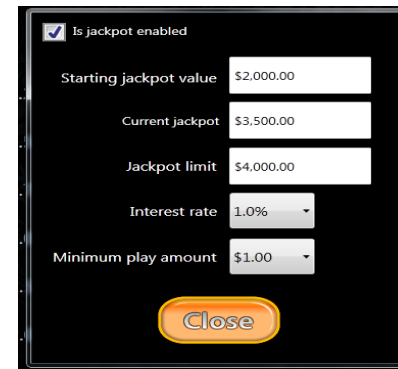 Is jackpot enabled
Starting jackpot value $2,000.00
Current jackpot $3,500.00
Jackpot limit $4,000.00
Interest rate 1.0%
Minimum play amount $1.00
Close